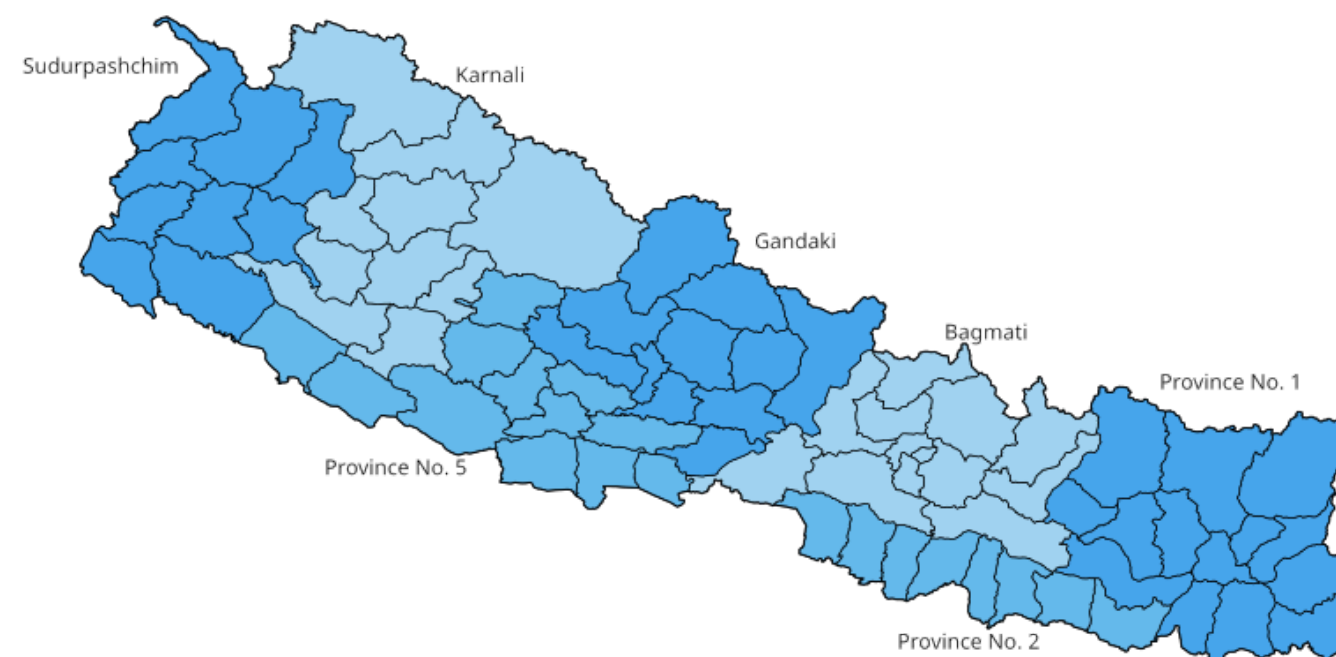 Sudurpashchim
Karnali
Gandaki
Bagmati
Province No. 1
Province No. 5
Province No. 2